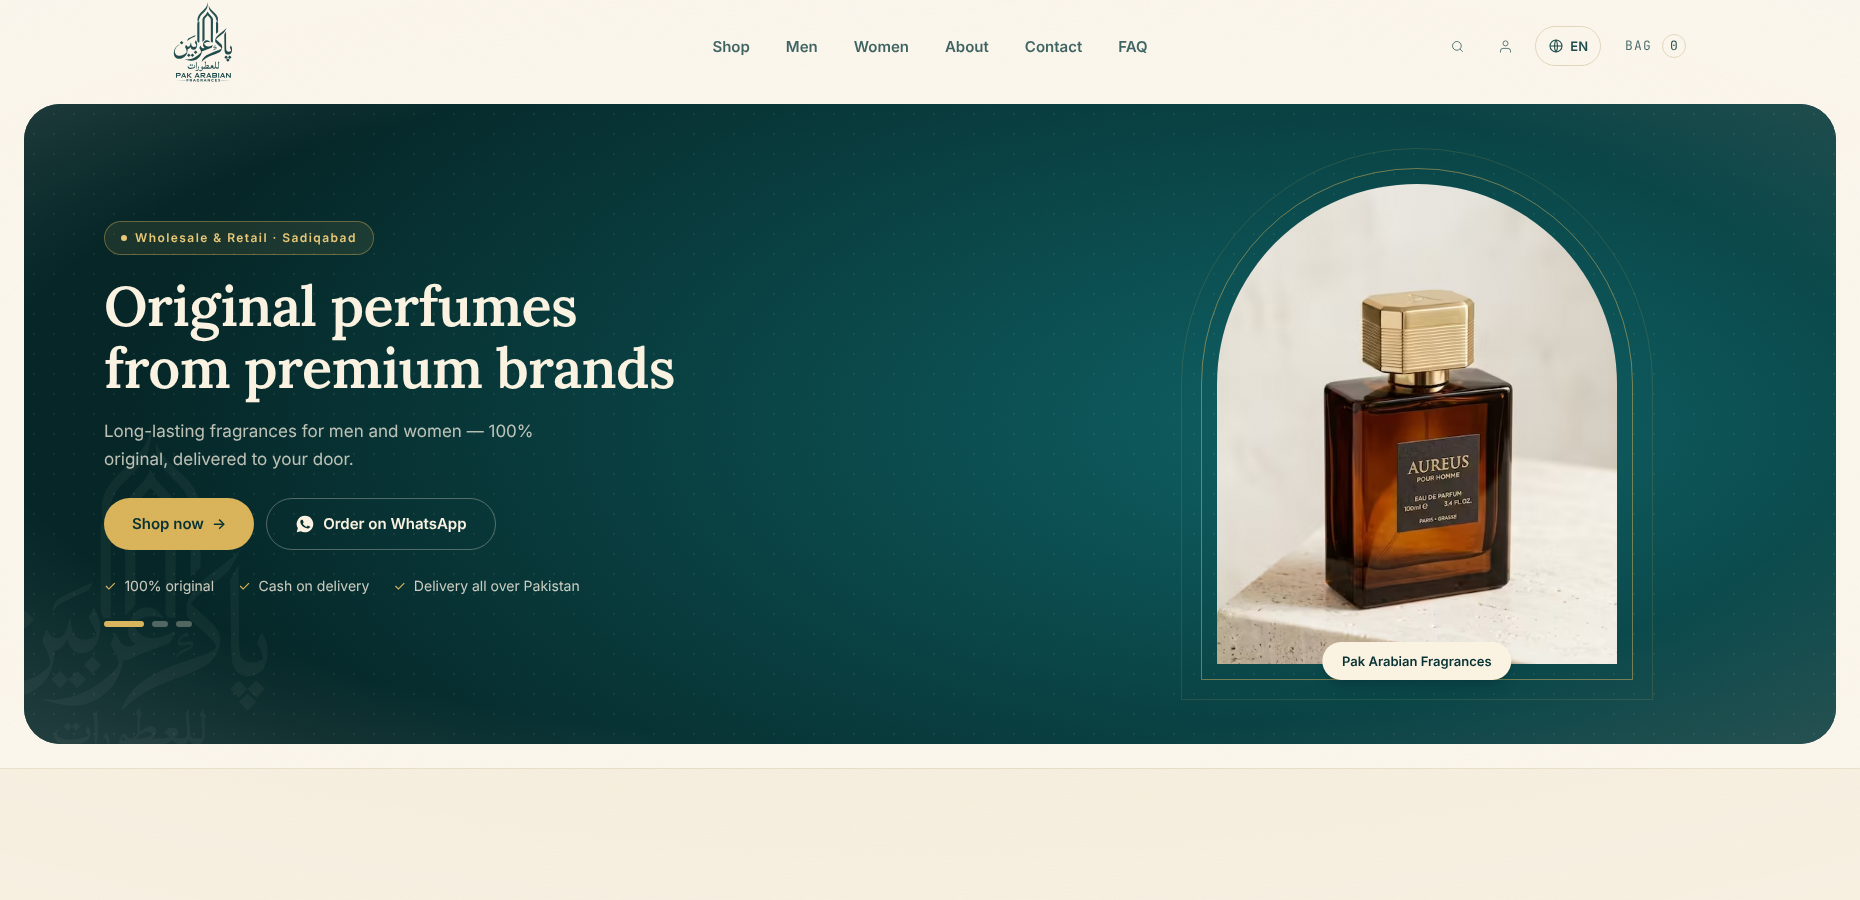 پاک عربین
للعطورات
PAK ARABIAN
FRAGRANCES
Shop
Men
Women
About
Contact
FAQ
EN
BAG 0
Wholesale & Retail · Sadiqabad
Original perfumes
from premium brands
Long-lasting fragrances for men and women — 100%
original, delivered to your door.
Shop now →
Order on WhatsApp
✓ 100% original
✓ Cash on delivery
✓ Delivery all over Pakistan
AUREUS
POUR HOMME
EAU DE PARFUM
100ml ℮ 3.4 FL OZ.
PARIS • GRASSE
Pak Arabian Fragrances
پاک عربین
للعطورات